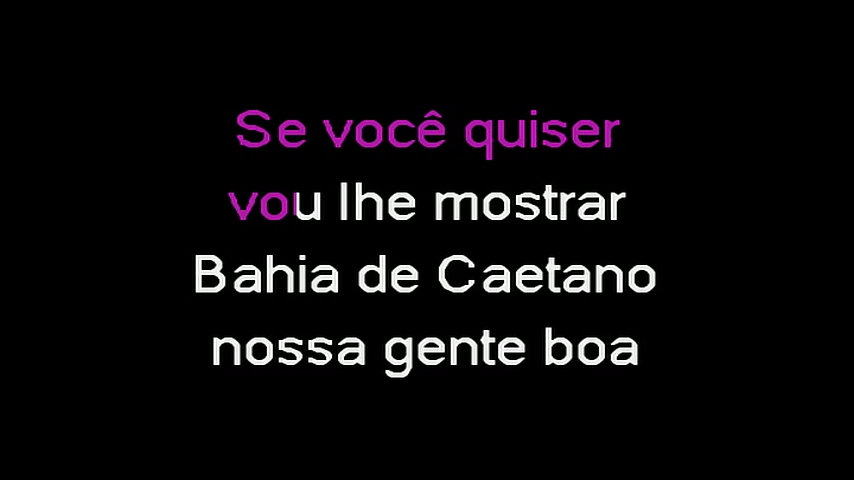 Se você quiser
vou lhe mostrar
Bahia de Caetano
nossa gente boa